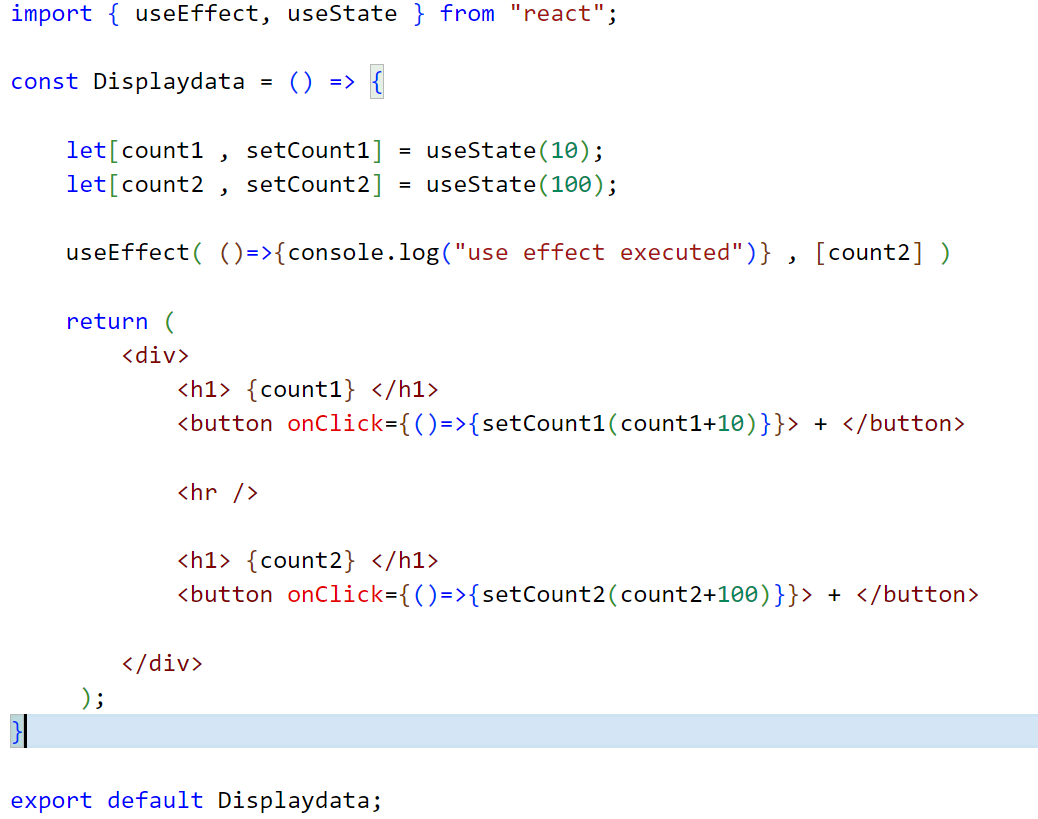 import { useEffect, useState } from "react";
const Displaydata = () => {
let[count1 , setCount1] = useState(10);
let[count2 , setCount2] = useState(100);
useEffect( ()=>{console.log("use effect executed")} , [count2] )
return (
<div>
<h1> {count1} </h1>
<button onClick={()=>{setCount1(count1+10)}}> + </button>
<hr />
<h1> {count2} </h1>
<button onClick={()=>{setCount2(count2+100)}}> + </button>
</div>
);
}
export default Displaydata;